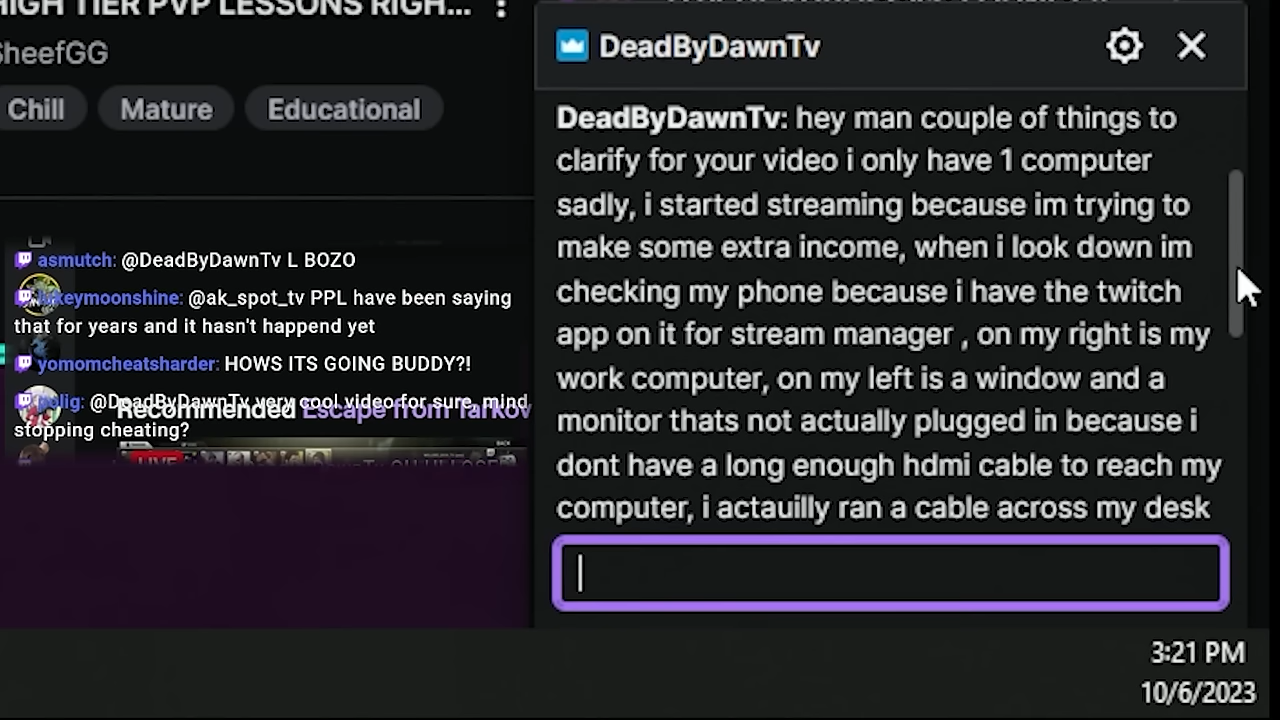 HIGH TIER PVP LESSONS RIGH...
SheefGG
Chill Mature Educational
asmutch: @DeadByDawnTv L BOZO
@ak_spot_tv PPL have been saying
that for years and it hasn't happend yet
yomomcheatsharder: HOWS ITS GOING BUDDY?!
@DeadByDawnTv very cool video for sure, mind
Recommended Escape from Tarkov
stopping cheating?
LIVE
DeadByDawnTv
DeadByDawnTv: hey man couple of things to
clarify for your video i only have 1 computer
sadly, i started streaming because im trying to
make some extra income, when i look down im
checking my phone because i have the twitch
app on it for stream manager , on my right is my
work computer, on my left is a window and a
monitor thats not actually plugged in because i
dont have a long enough hdmi cable to reach my
computer, i actauilly ran a cable across my desk
3:21 PM
10/6/2023